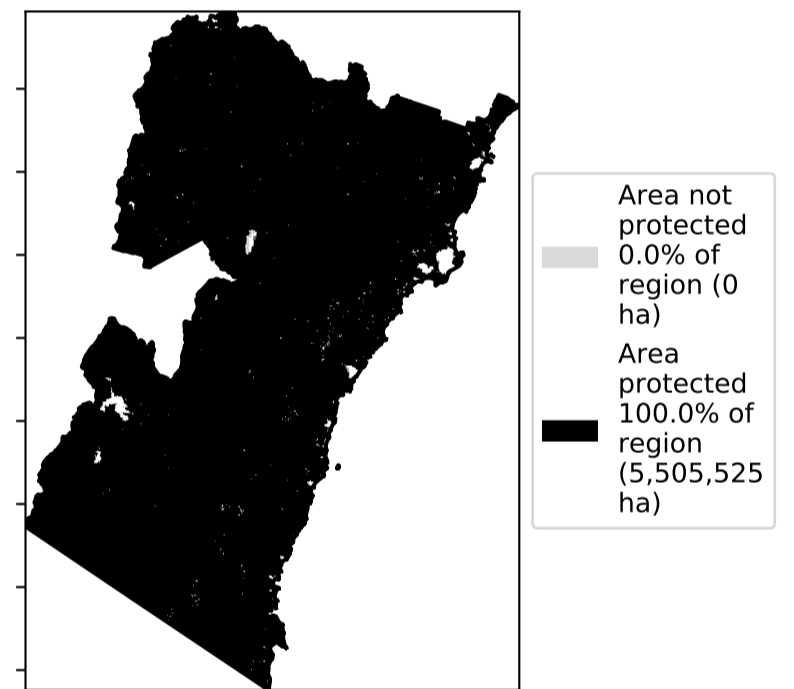 Area not
protected
0.0% of
region (0
ha)
Area
protected
100.0% of
region
(5,505,525
ha)